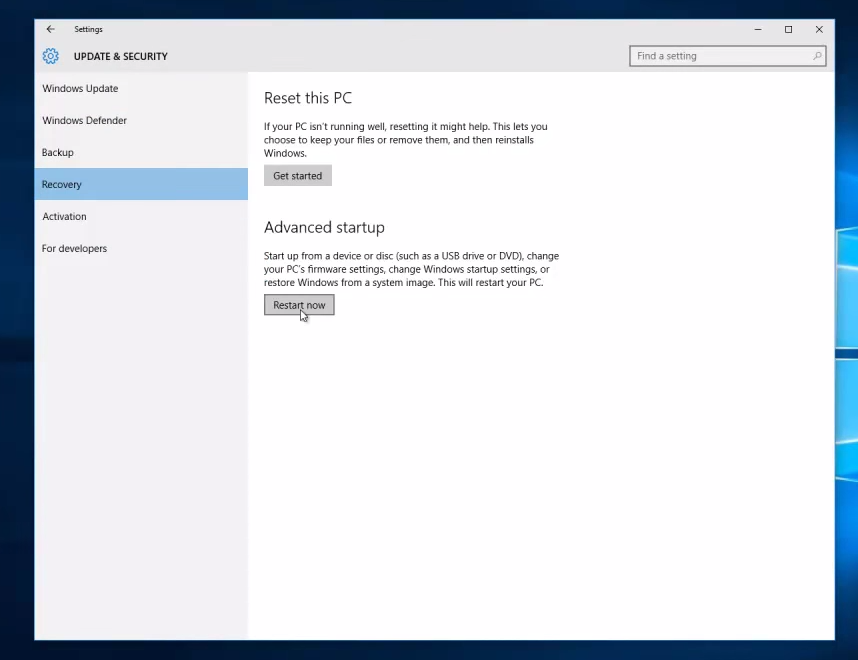 Settings
UPDATE & SECURITY
Find a setting
Windows Update
Windows Defender
Backup
Recovery
Activation
For developers
Reset this PC
If your PC isn't running well, resetting it might help. This lets you
choose to keep your files or remove them, and then reinstalls
Windows.
Get started
Advanced startup
Start up from a device or disc (such as a USB drive or DVD), change
your PC's firmware settings, change Windows startup settings, or
restore Windows from a system image. This will restart your PC.
Restart now